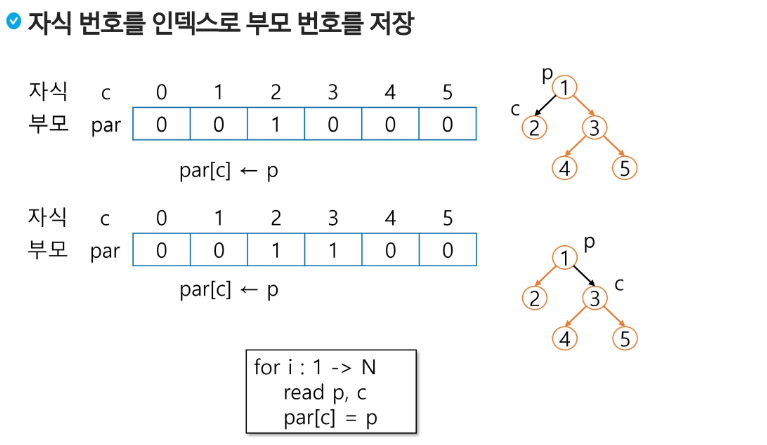 자식 번호를 인덱스로 부모 번호를 저장
자식 c 0 1 2 3 4 5
부모 par 0 0 1 0 0 0
par[c] ← p
p
1
c
2 3
4 5
자식 c 0 1 2 3 4 5
부모 par 0 0 1 1 0 0
par[c] ← p
p
1
c
2 3
4 5
for i : 1 -> N
read p, c
par[c] = p